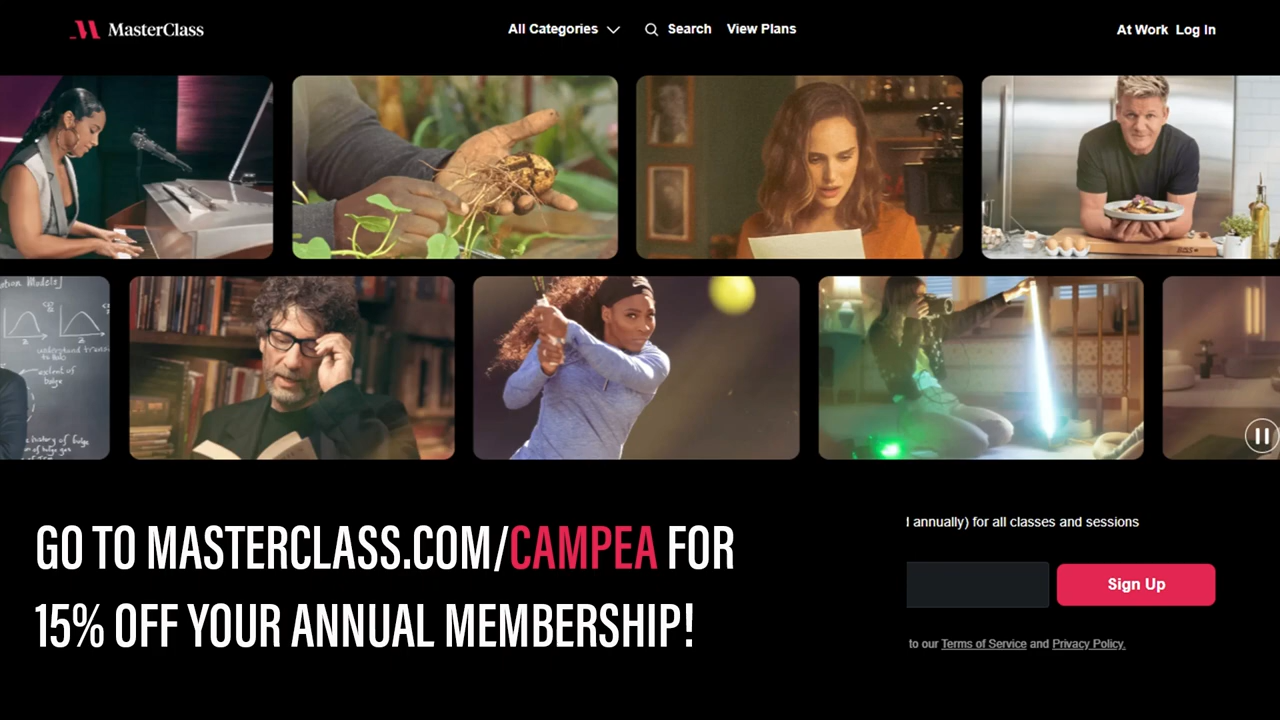 MasterClass
All Categories
Search
View Plans
At Work
Log In
GO TO MASTERCLASS.COM/CAMPEA FOR
15% OFF YOUR ANNUAL MEMBERSHIP!
annually) for all classes and sessions
Sign Up
to our Terms of Service and Privacy Policy.